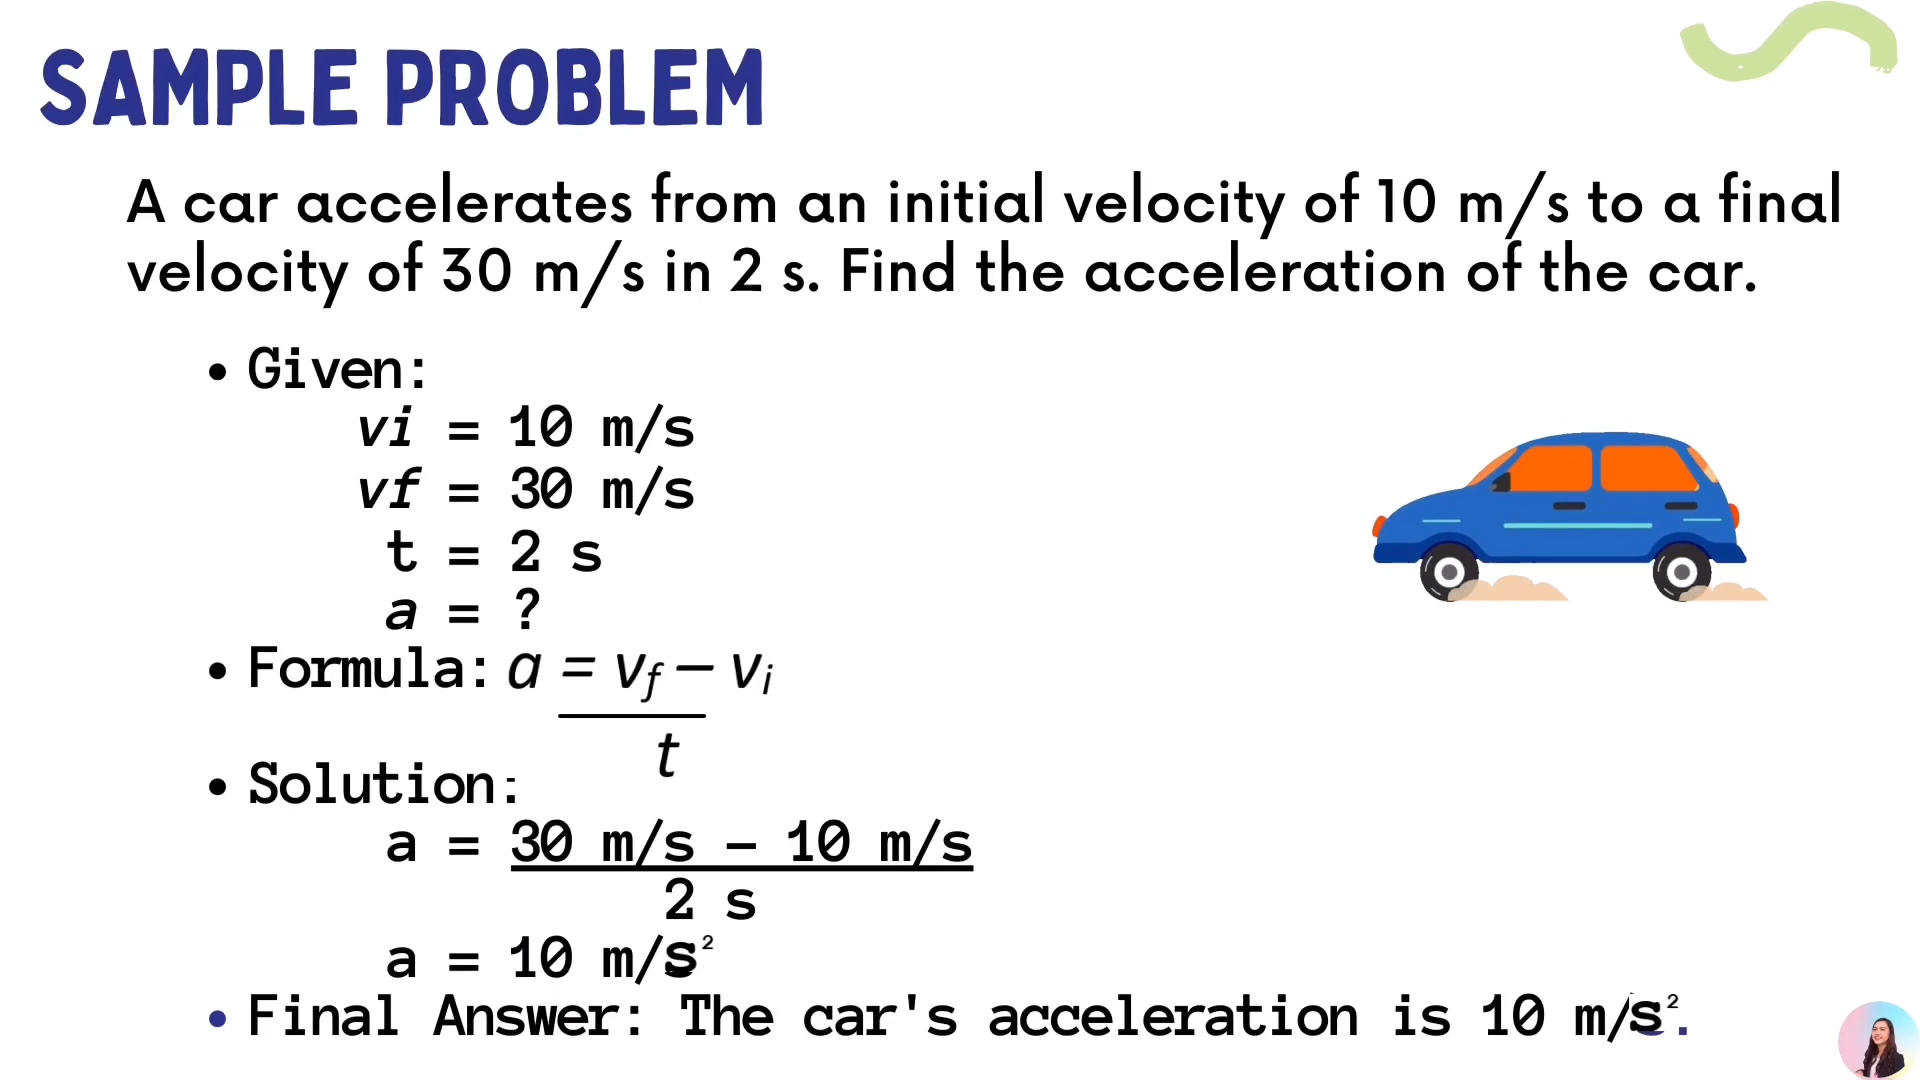 SAMPLE PROBLEM
A car accelerates from an initial velocity of 10 m/s to a final
velocity of 30 m/s in 2 s. Find the acceleration of the car.
• Given:
vi = 10 m/s
vf = 30 m/s
t = 2 s
a = ?
• Formula: a = vf – vi
t
• Solution:
a = 30 m/s – 10 m/s
2 s
a = 10 m/s²
• Final Answer: The car's acceleration is 10 m/s².